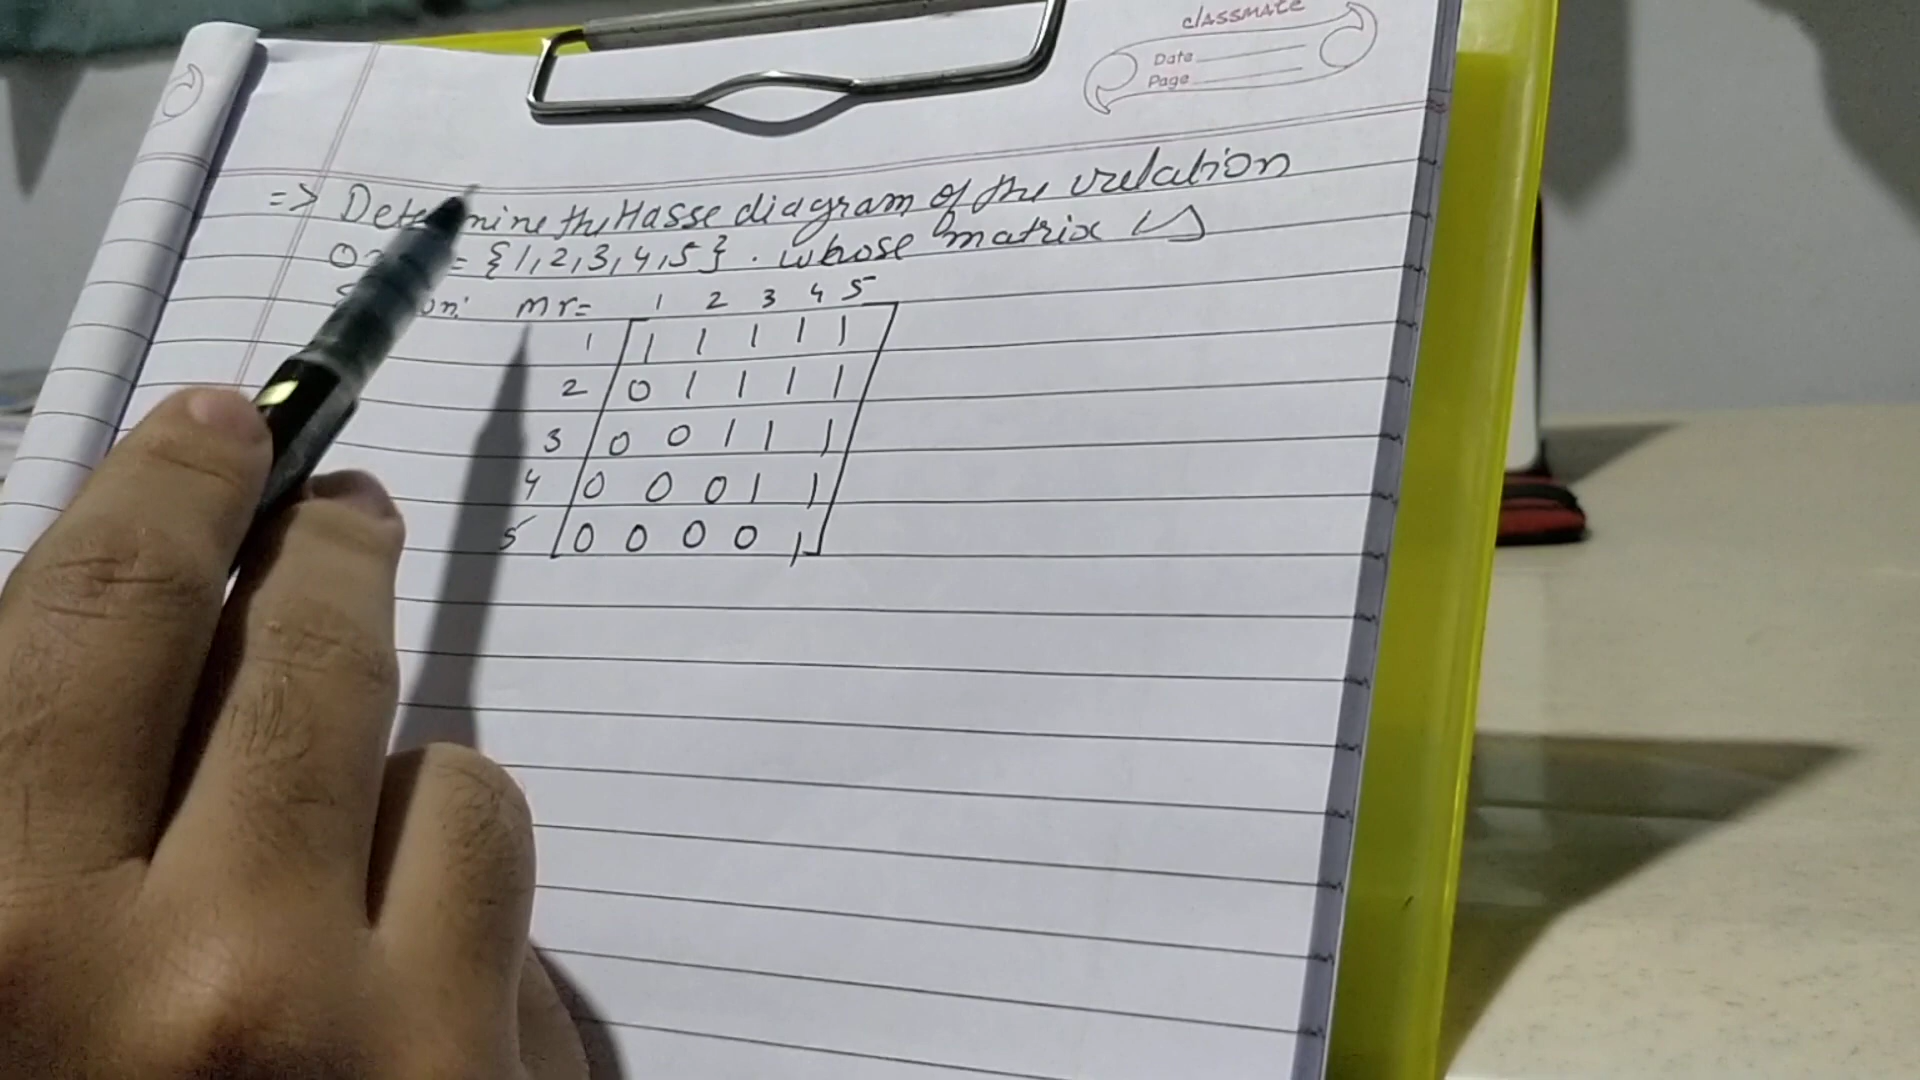 classmate
Date
Page
=> Determine the Hasse diagram of the relation
on = {1,2,3,4,5}. whose matrix is
mr= 1 2 3 4 5
1 1 1 1 1 1
2 0 1 1 1 1
3 0 0 1 1 1
4 0 0 0 1 1
5 0 0 0 0 1